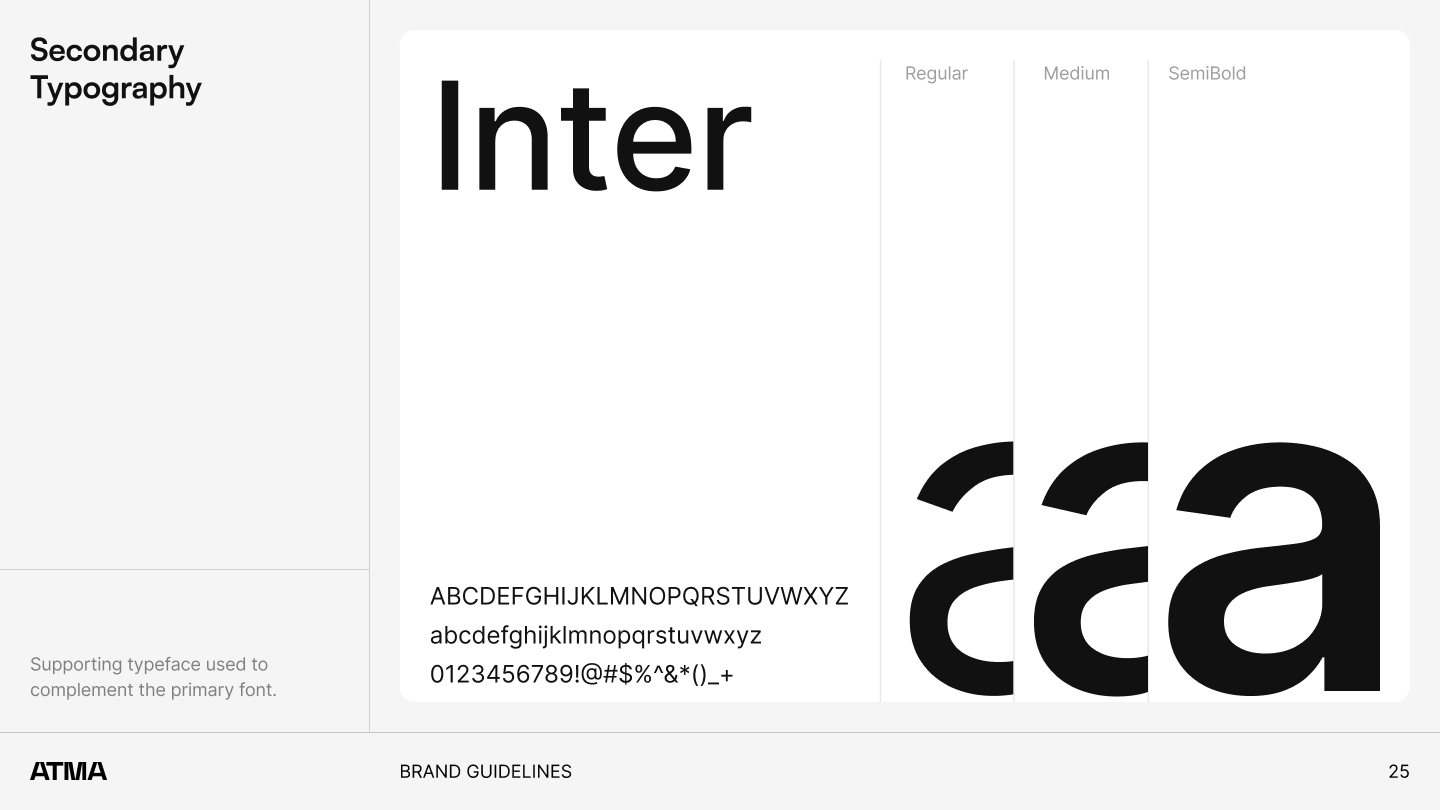 Secondary
Typography
Inter
Regular
Medium
SemiBold
ABCDEFGHIJKLMNOPQRSTUVWXYZ
abcdefghijklmnopqrstuvwxyz
0123456789!@#$%^&*()_+
a
a
a
Supporting typeface used to
complement the primary font.
ATMA
BRAND GUIDELINES
25